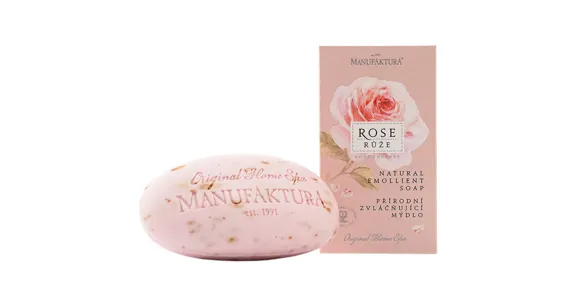 Original Home Spa
MANUFAKTURA
est. 1991
MANUFAKTURA®
ROSE
RŮŽE
NATURAL
EMOLLIENT
SOAP
PŘÍRODNÍ
ZVLÁČŇUJÍCÍ
MÝDLO
Original Home Spa